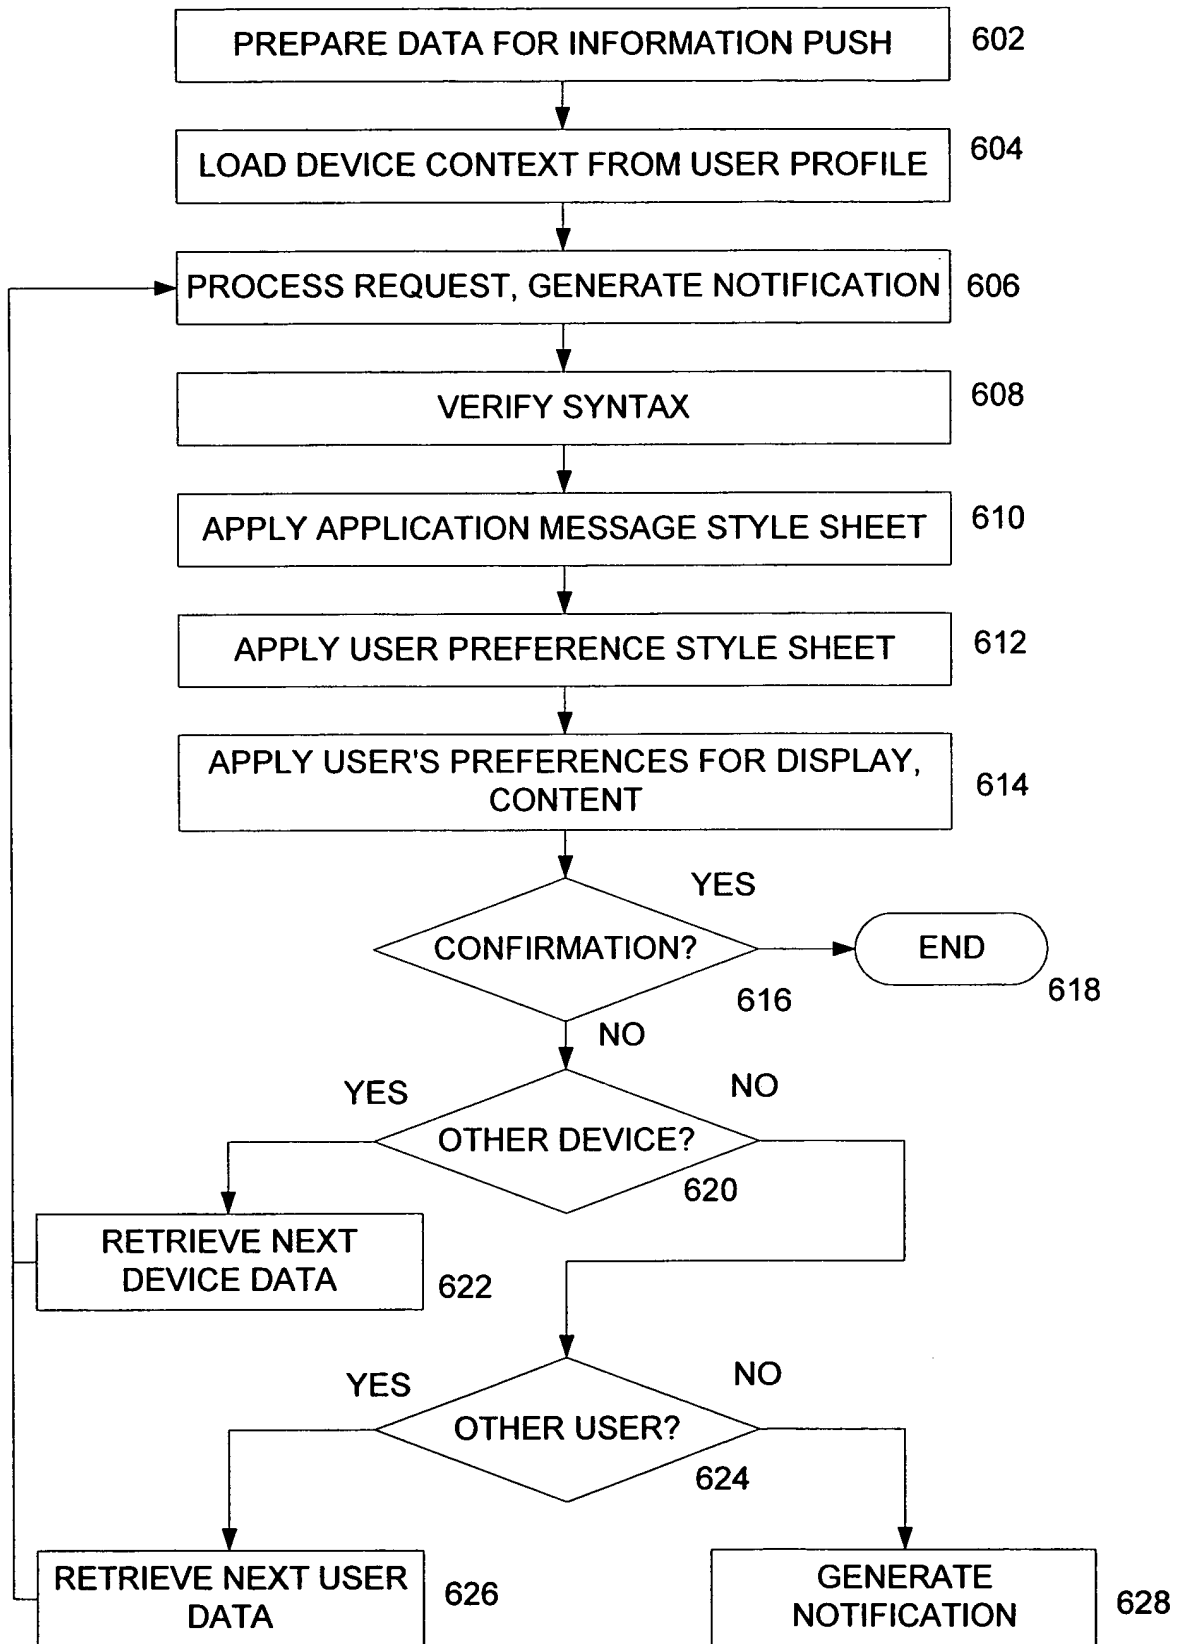 PREPARE DATA FOR INFORMATION PUSH
602
LOAD DEVICE CONTEXT FROM USER PROFILE
604
PROCESS REQUEST, GENERATE NOTIFICATION
606
VERIFY SYNTAX
608
APPLY APPLICATION MESSAGE STYLE SHEET
610
APPLY USER PREFERENCE STYLE SHEET
612
APPLY USER'S PREFERENCES FOR DISPLAY,
CONTENT
614
YES
CONFIRMATION?
616
END
618
NO
YES
NO
OTHER DEVICE?
620
RETRIEVE NEXT
DEVICE DATA
622
YES
NO
OTHER USER?
624
RETRIEVE NEXT USER
DATA
626
GENERATE
NOTIFICATION
628